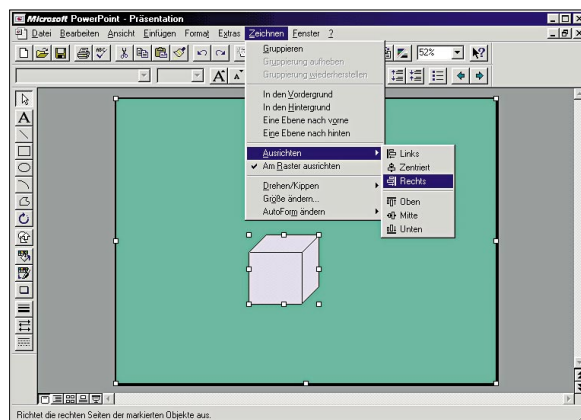 Microsoft PowerPoint - Präsentation
Datei Bearbeiten Ansicht Einfügen Format Extras Zeichnen Fenster ?
52%
Gruppieren
Gruppierung aufheben
Gruppierung wiederherstellen
In den Vordergrund
In den Hintergrund
Eine Ebene nach vorne
Eine Ebene nach hinten
Ausrichten
Am Raster ausrichten
Drehen/Kippen
Größe ändern...
AutoForm ändern
Links
Zentriert
Rechts
Oben
Mitte
Unten
Richtet die rechten Seiten der markierten Objekte aus.